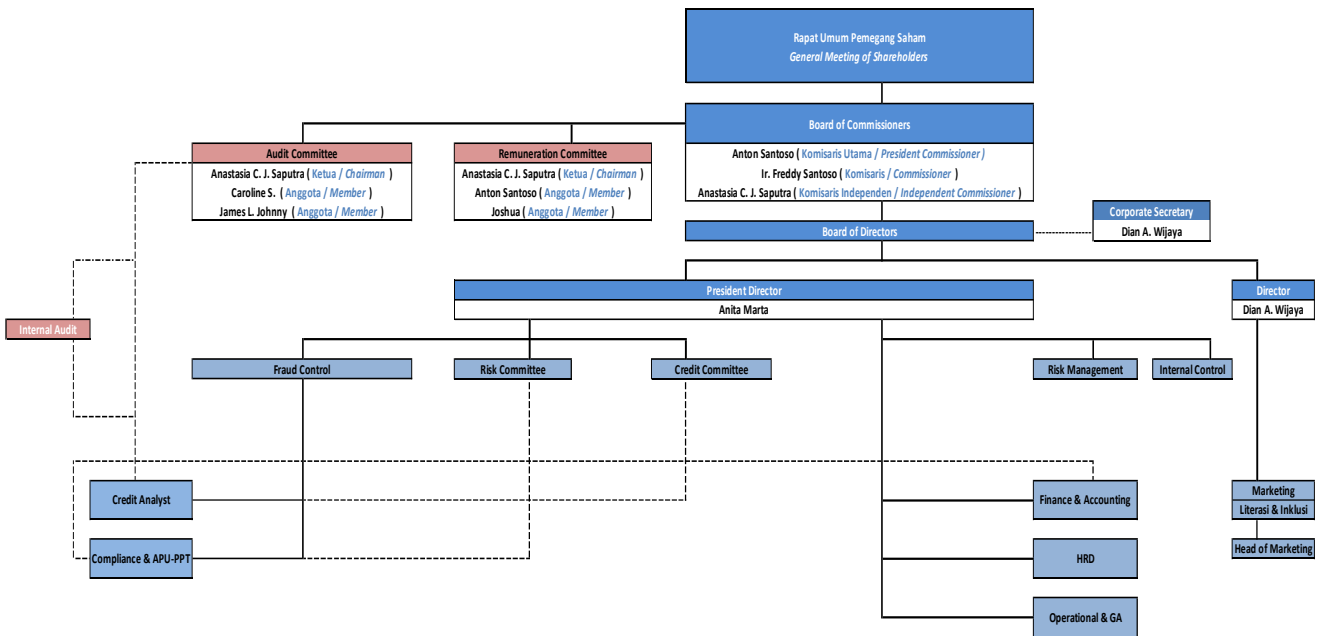 Rapat Umum Pemegang Saham
General Meeting of Shareholders
Board of Commissioners
Anton Santoso ( Komisaris Utama / President Commissioner )
Ir. Freddy Santoso ( Komisaris / Commissioner )
Anastasia C. J. Saputra ( Komisaris Independen / Independent Commissioner )
Audit Committee
Anastasia C. J. Saputra ( Ketua / Chairman )
Caroline S. ( Anggota / Member )
James L. Johnny ( Anggota / Member )
Remuneration Committee
Anastasia C. J. Saputra ( Ketua / Chairman )
Anton Santoso ( Anggota / Member )
Joshua ( Anggota / Member )
Board of Directors
Corporate Secretary
Dian A. Wijaya
President Director
Anita Marta
Director
Dian A. Wijaya
Internal Audit
Fraud Control
Risk Committee
Credit Committee
Risk Management
Internal Control
Credit Analyst
Finance & Accounting
Marketing
Literasi & Inklusi
Compliance & APU-PPT
HRD
Head of Marketing
Operational & GA